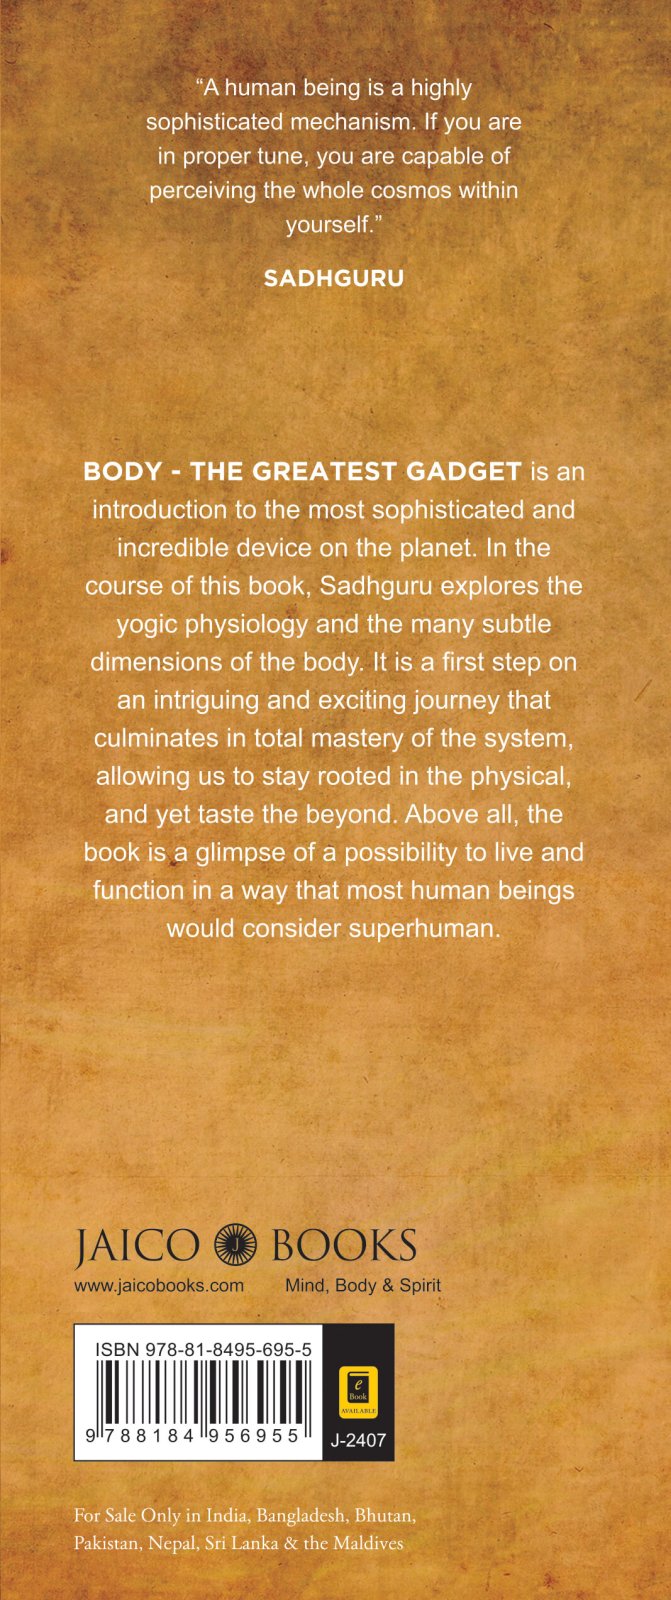 “A human being is a highly
sophisticated mechanism. If you are
in proper tune, you are capable of
perceiving the whole cosmos within
yourself.”
SADHGURU
BODY - THE GREATEST GADGET is an
introduction to the most sophisticated and
incredible device on the planet. In the
course of this book, Sadhguru explores the
yogic physiology and the many subtle
dimensions of the body. It is a first step on
an intriguing and exciting journey that
culminates in total mastery of the system,
allowing us to stay rooted in the physical,
and yet taste the beyond. Above all, the
book is a glimpse of a possibility to live and
function in a way that most human beings
would consider superhuman.
JAICO J BOOKS
www.jaicobooks.com Mind, Body & Spirit
ISBN 978-81-8495-695-5
9 788184 956955
e
Book
AVAILABLE
J-2407
For Sale Only in India, Bangladesh, Bhutan,
Pakistan, Nepal, Sri Lanka & the Maldives